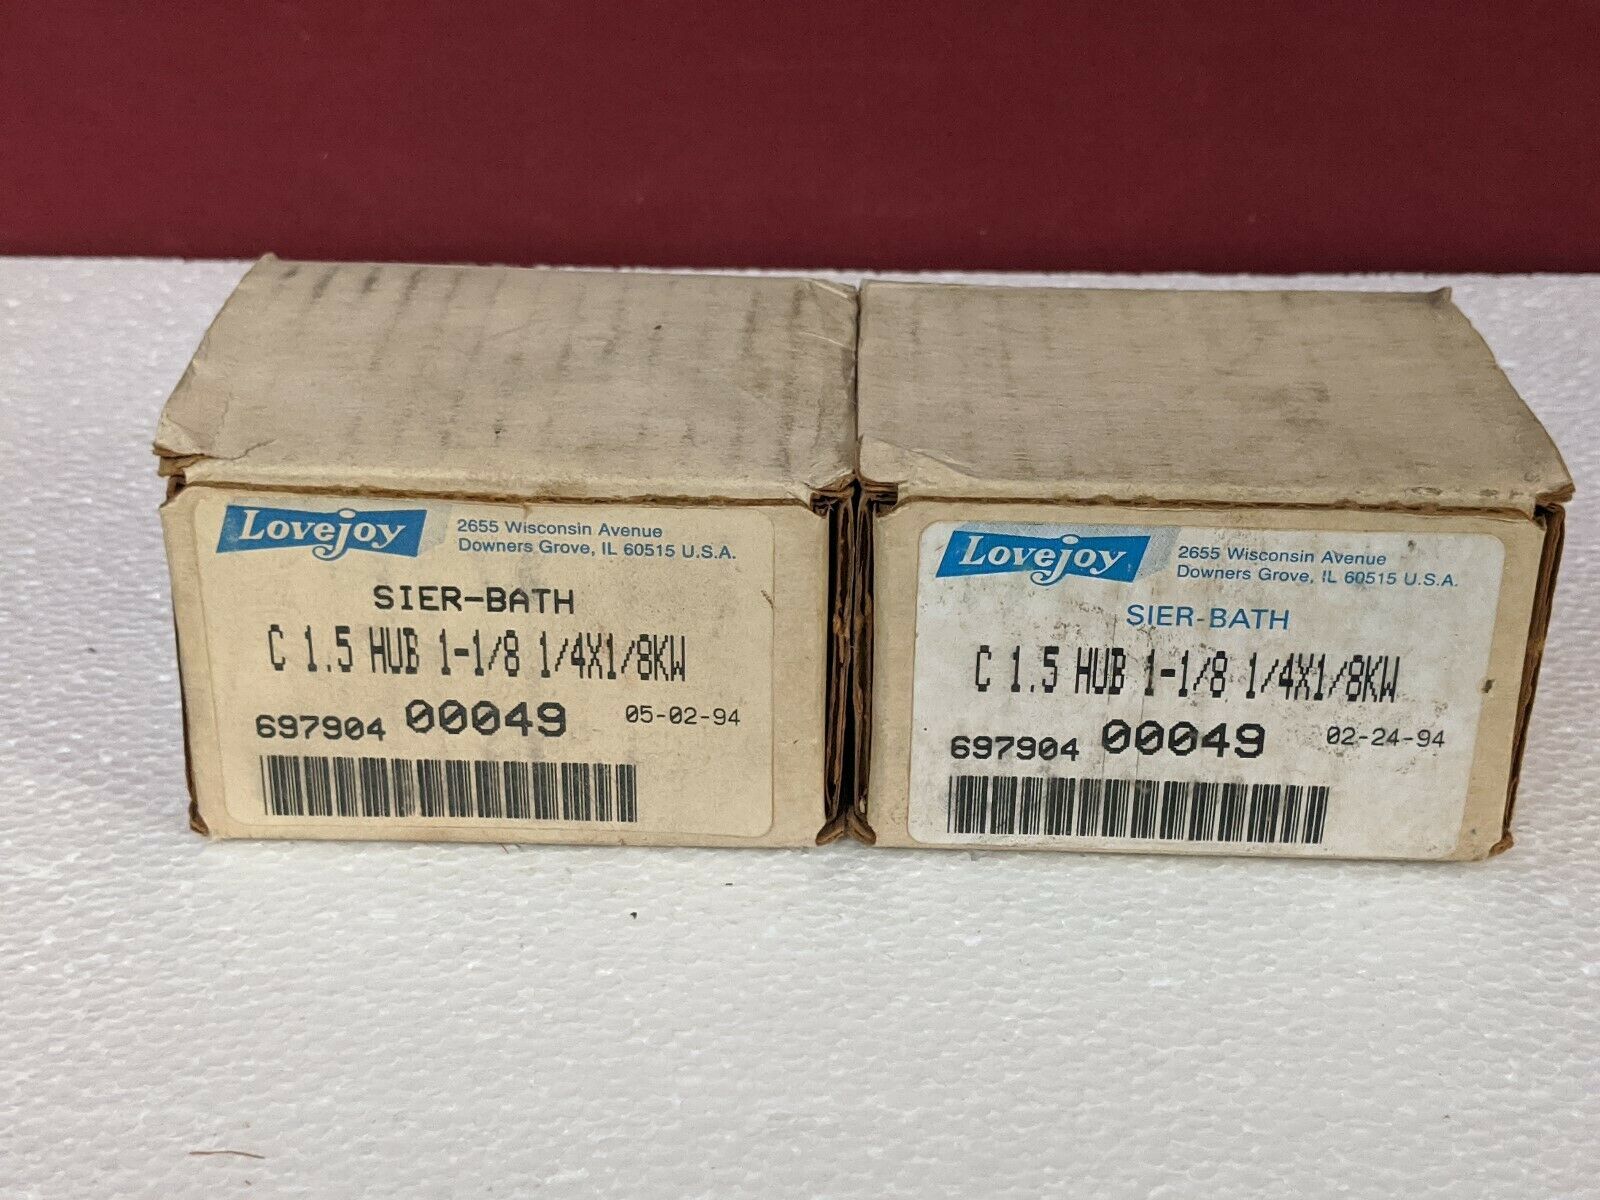 Lovejoy
2655 Wisconsin Avenue
Downers Grove, IL 60515 U.S.A.
SIER-BATH
C 1.5 HUB 1-1/8 1/4X1/8KW
697904 00049 05-02-94
Lovejoy
2655 Wisconsin Avenue
Downers Grove, IL 60515 U.S.A.
SIER-BATH
C 1.5 HUB 1-1/8 1/4X1/8KW
697904 00049 02-24-94